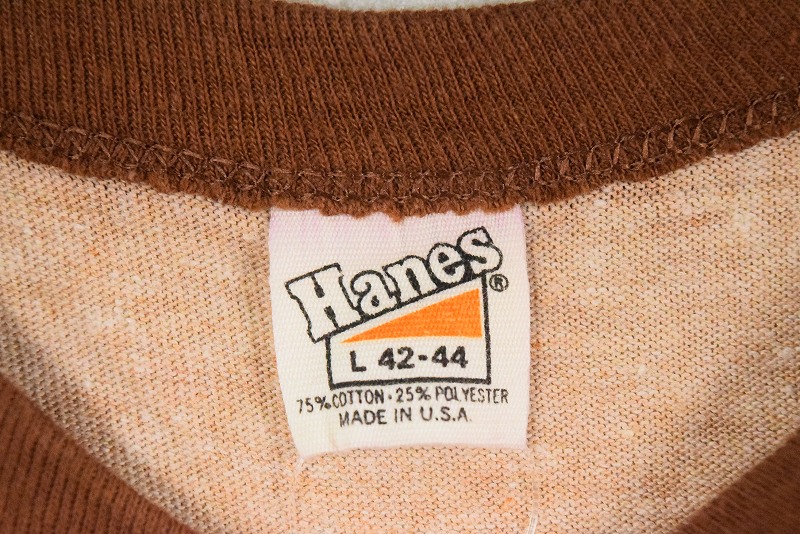 Hanes®
L 42-44
75% COTTON · 25% POLYESTER
MADE IN U.S.A.